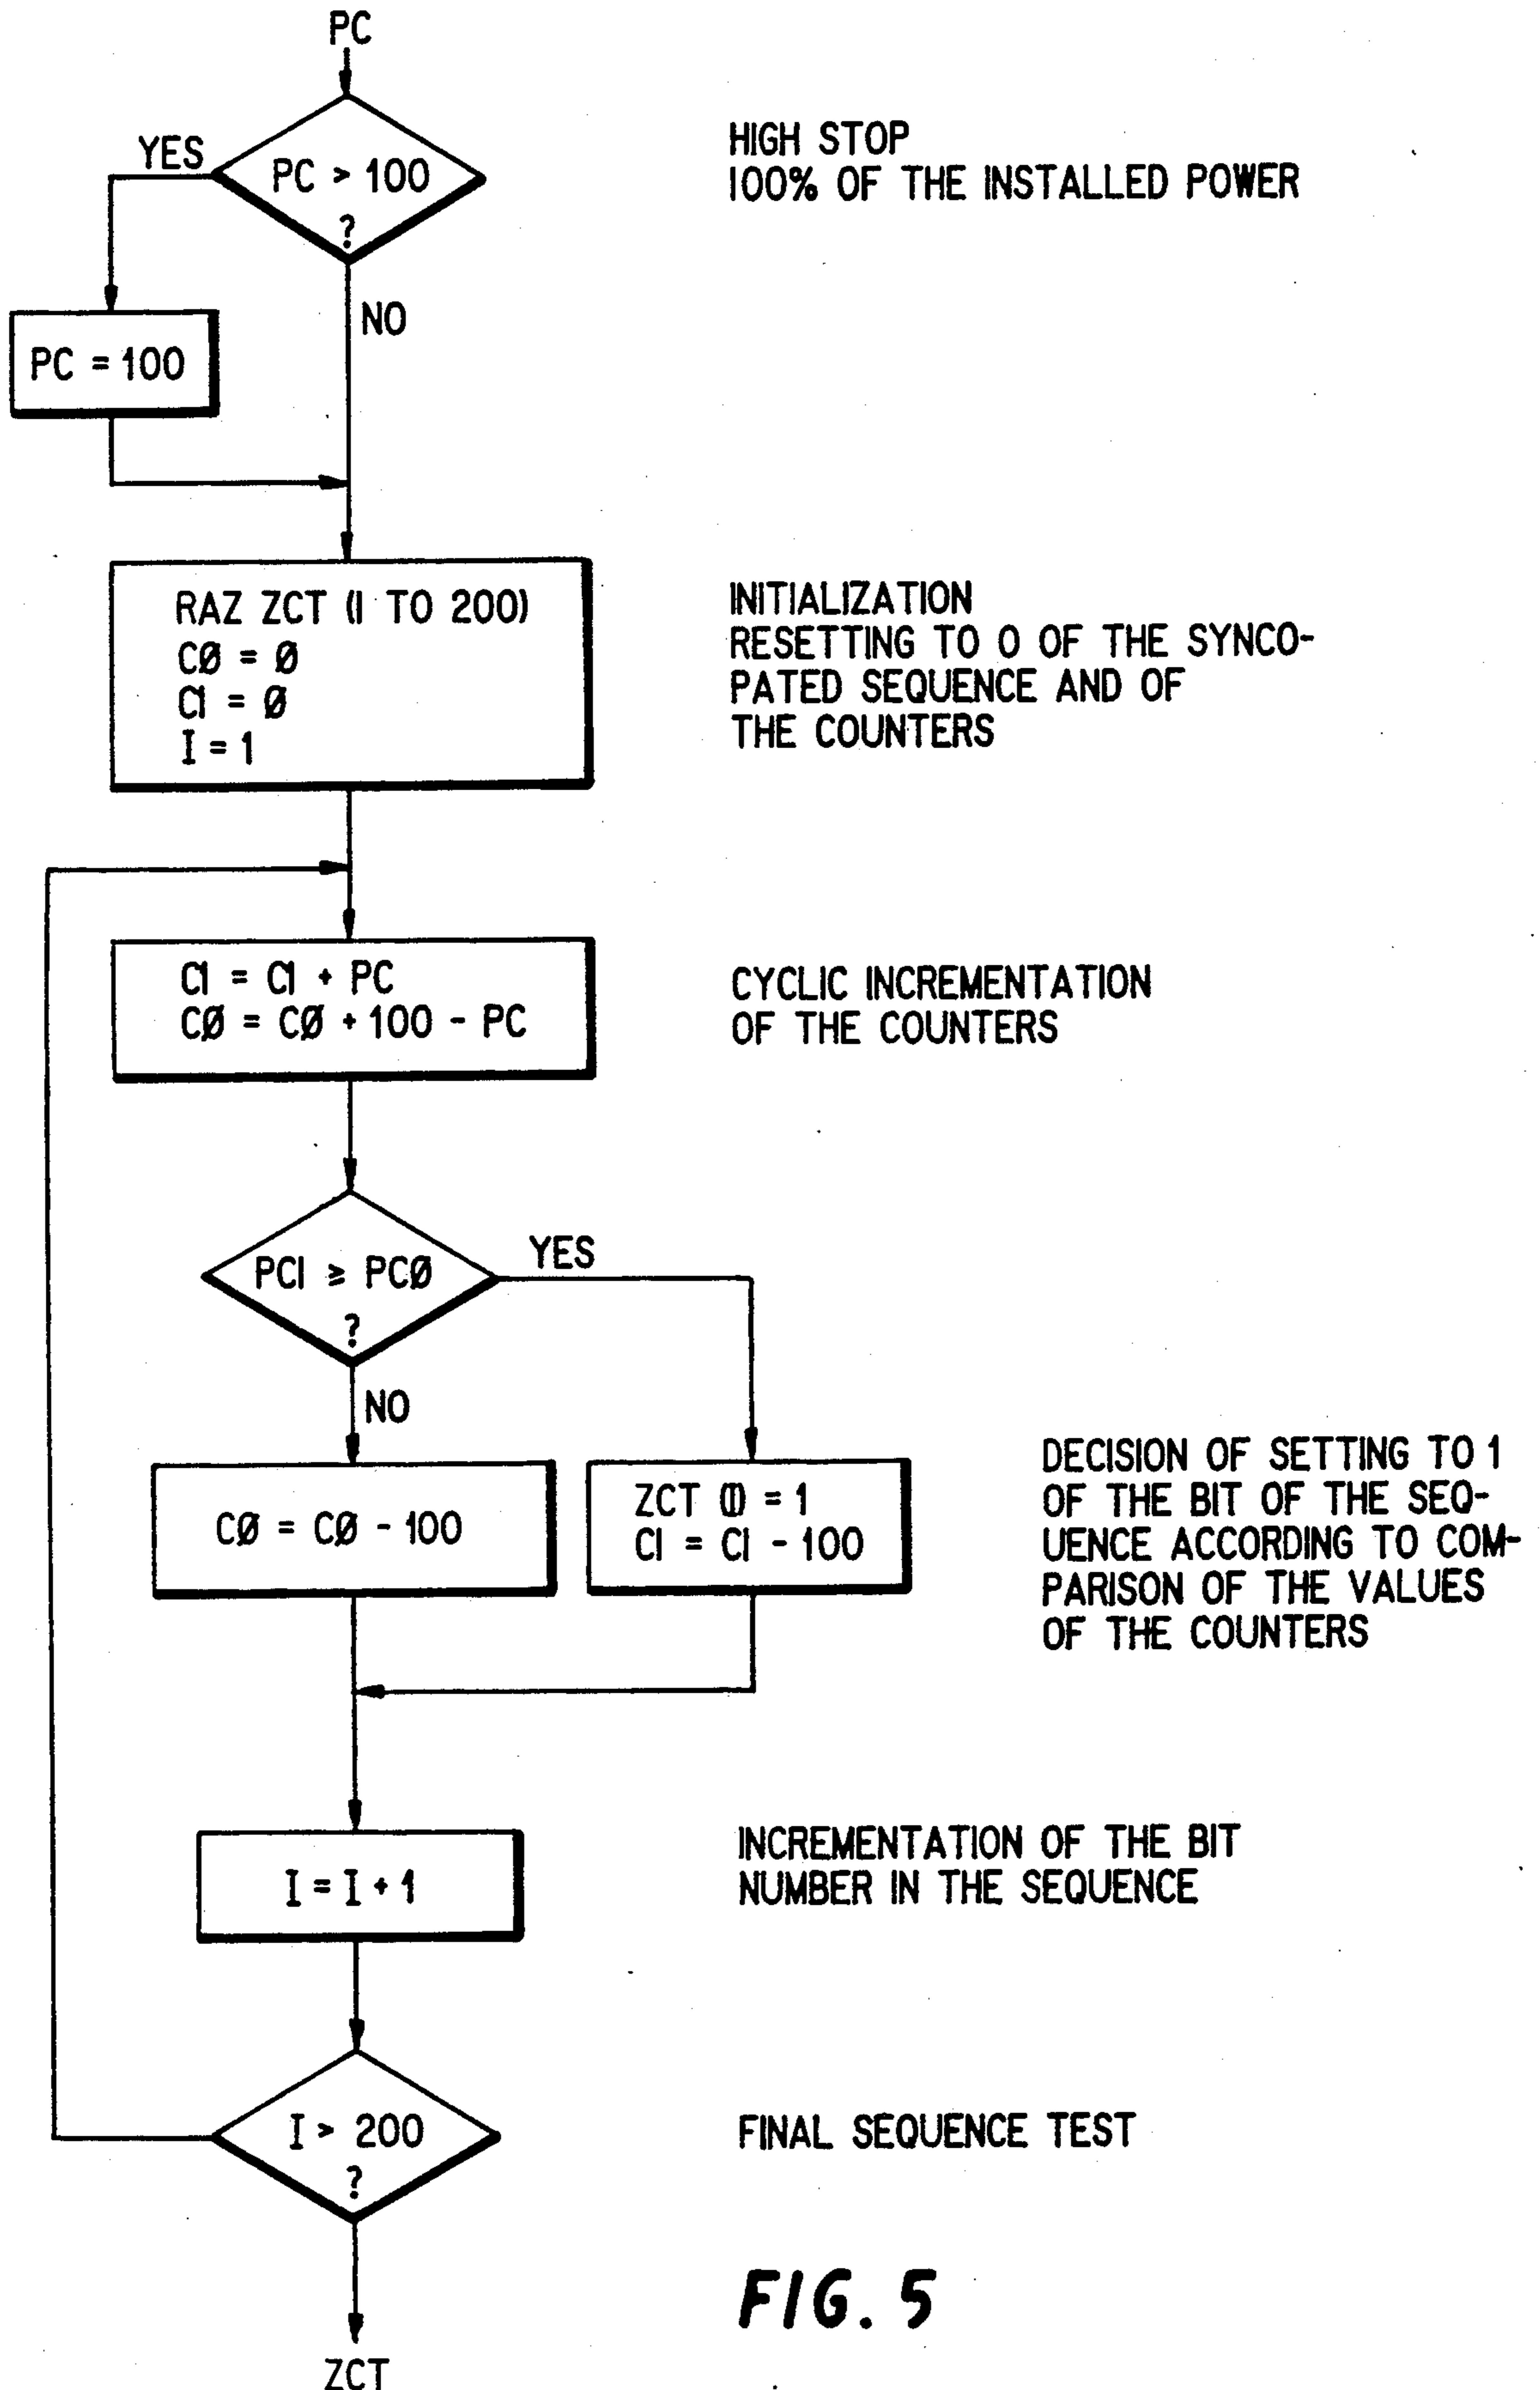 PC
YES
PC > 100
?
HIGH STOP
100% OF THE INSTALLED POWER
NO
PC = 100
RAZ ZCT (1 TO 200)
CØ = Ø
C1 = Ø
I = 1
INITIALIZATION
RESETTING TO 0 OF THE SYNCO-
PATED SEQUENCE AND OF
THE COUNTERS
C1 = C1 + PC
CØ = CØ + 100 - PC
CYCLIC INCREMENTATION
OF THE COUNTERS
PC1 ≥ PCØ
?
YES
NO
CØ = CØ - 100
ZCT (I) = 1
C1 = C1 - 100
DECISION OF SETTING TO 1
OF THE BIT OF THE SEQ-
UENCE ACCORDING TO COM-
PARISON OF THE VALUES
OF THE COUNTERS
I = I + 1
INCREMENTATION OF THE BIT
NUMBER IN THE SEQUENCE
I > 200
?
FINAL SEQUENCE TEST
FIG. 5
ZCT